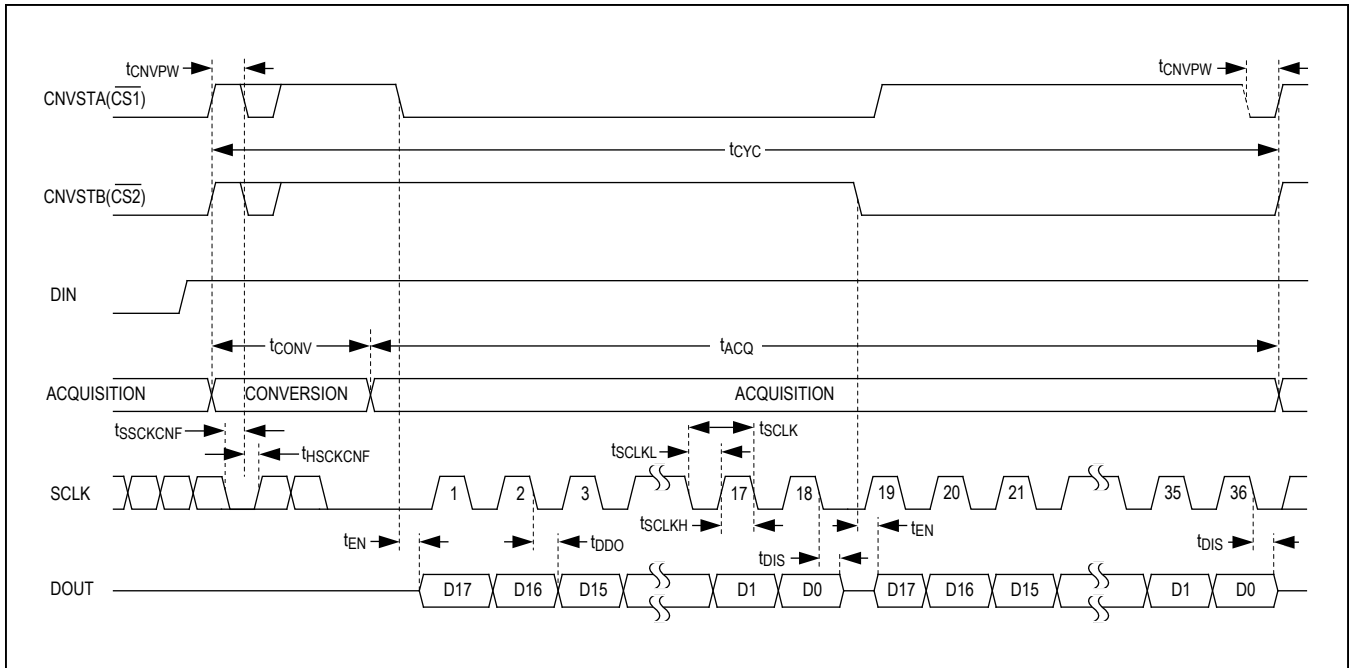 tCNVPW tCNVPW
CNVSTA(C̅S̅1̅)
tCYC
CNVSTB(C̅S̅2̅)
DIN
tCONV tACQ
ACQUISITION CONVERSION ACQUISITION
tSSCKCNF tHSCKCNF tSCLKL tSCLK
SCLK 1 2 3 17 18 19 20 21 35 36
tEN tDDO tSCLKH tDIS tEN tDIS
DOUT D17 D16 D15 D1 D0 D17 D16 D15 D1 D0